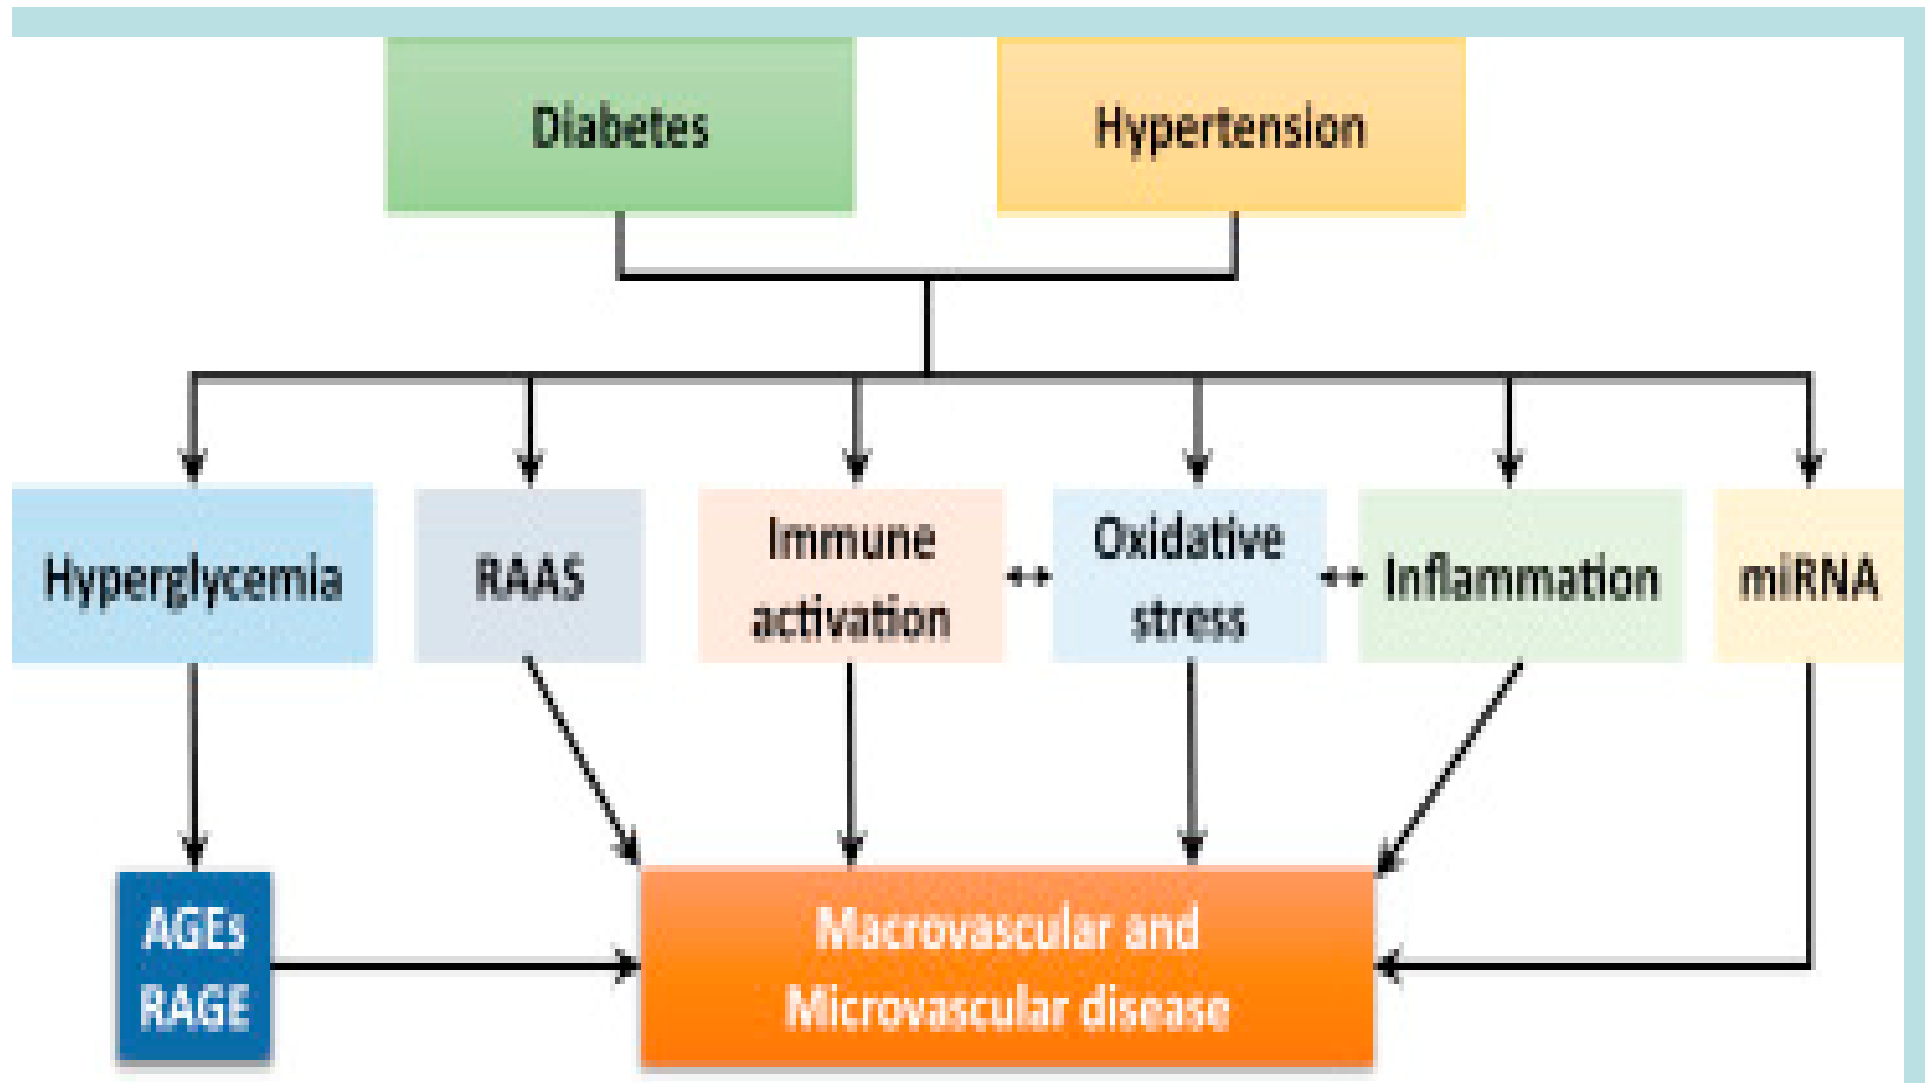 Diabetes
Hypertension
Hyperglycemia
RAAS
Immune
activation
Oxidative
stress
Inflammation
miRNA
AGEs
RAGE
Macrovascular and
Microvascular disease